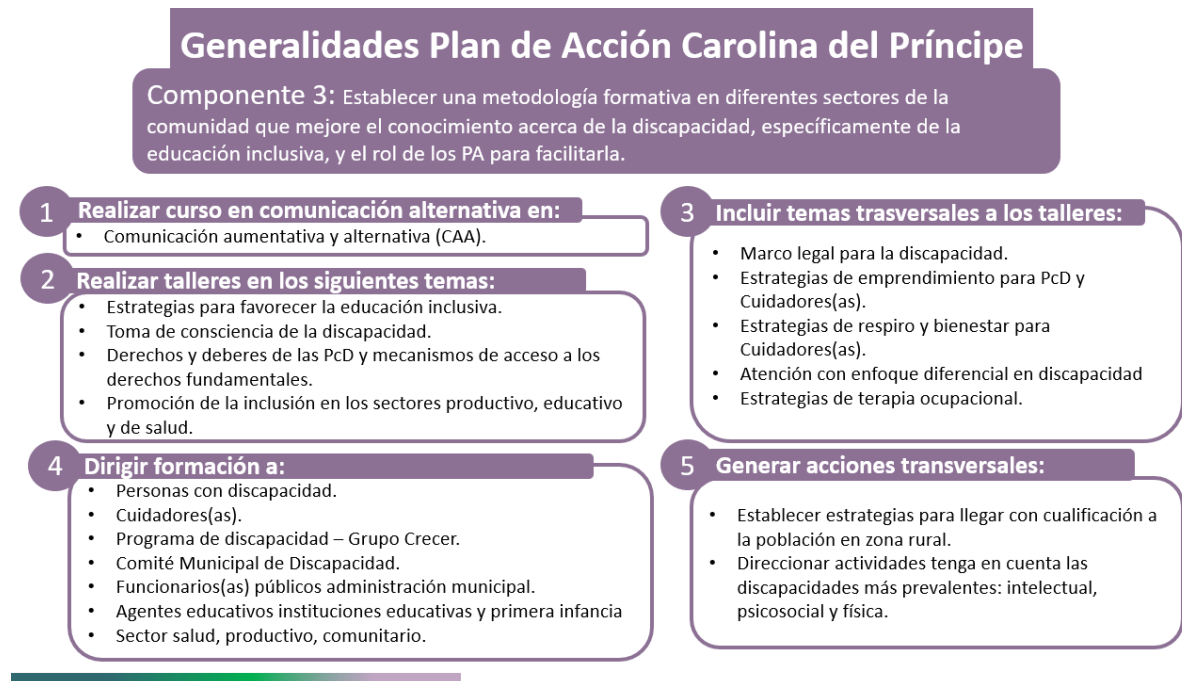 Generalidades Plan de Acción Carolina del Príncipe
Componente 3: Establecer una metodología formativa en diferentes sectores de la
comunidad que mejore el conocimiento acerca de la discapacidad, específicamente de la
educación inclusiva, y el rol de los PA para facilitarla.
1 Realizar curso en comunicación alternativa en:
• Comunicación aumentativa y alternativa (CAA).
2 Realizar talleres en los siguientes temas:
• Estrategias para favorecer la educación inclusiva.
• Toma de consciencia de la discapacidad.
• Derechos y deberes de las PcD y mecanismos de acceso a los
derechos fundamentales.
• Promoción de la inclusión en los sectores productivo, educativo
y de salud.
3 Incluir temas trasversales a los talleres:
• Marco legal para la discapacidad.
• Estrategias de emprendimiento para PcD y
Cuidadores(as).
• Estrategias de respiro y bienestar para
Cuidadores(as).
• Atención con enfoque diferencial en discapacidad
• Estrategias de terapia ocupacional.
4 Dirigir formación a:
• Personas con discapacidad.
• Cuidadores(as).
• Programa de discapacidad – Grupo Crecer.
• Comité Municipal de Discapacidad.
• Funcionarios(as) públicos administración municipal.
• Agentes educativos instituciones educativas y primera infancia
• Sector salud, productivo, comunitario.
5 Generar acciones transversales:
• Establecer estrategias para llegar con cualificación a
la población en zona rural.
• Direccionar actividades tenga en cuenta las
discapacidades más prevalentes: intelectual,
psicosocial y física.